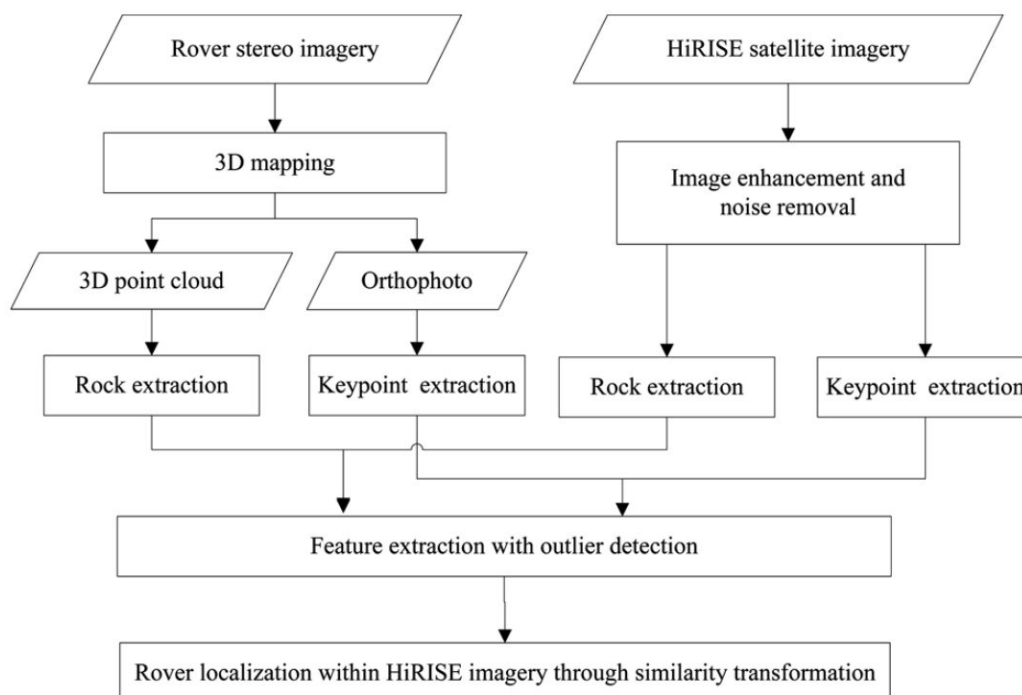 Rover stereo imagery
HiRISE satellite imagery
3D mapping
Image enhancement and
noise removal
3D point cloud
Orthophoto
Rock extraction
Keypoint extraction
Rock extraction
Keypoint extraction
Feature extraction with outlier detection
Rover localization within HiRISE imagery through similarity transformation